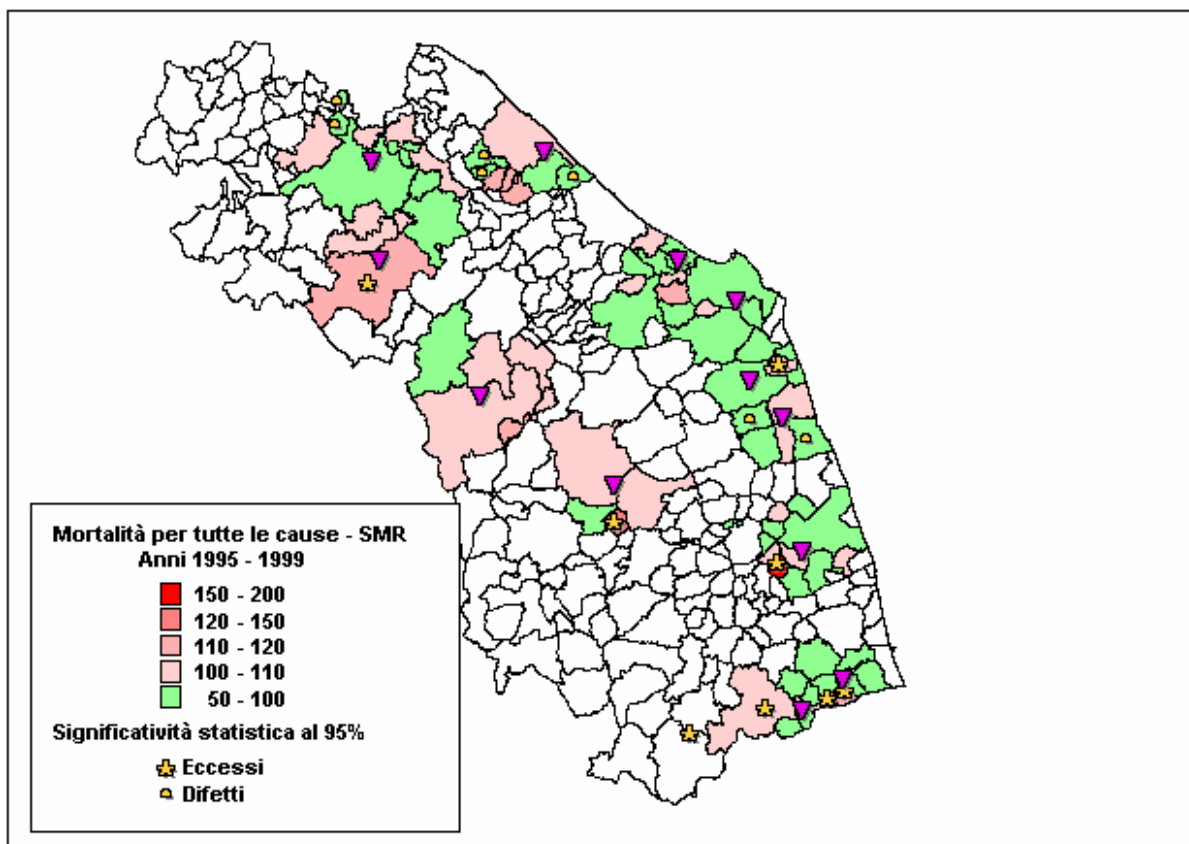 Mortalità per tutte le cause - SMR
Anni 1995 - 1999
150 - 200
120 - 150
110 - 120
100 - 110
50 - 100
Significatività statistica al 95%
Eccessi
Difetti